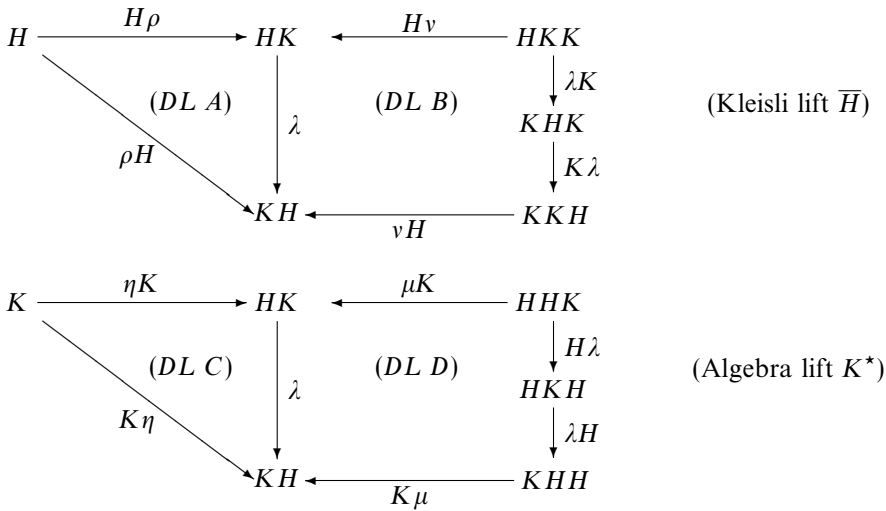 H Hρ HK Hν HKK
λK
(DL A) λ (DL B) KHK (Kleisli lift H̅)
ρH Kλ
KH νH KKH
K ηK HK μK HHK
Hλ
(DL C) λ (DL D) HKH (Algebra lift K*)
Kη λH
KH Kμ KHH